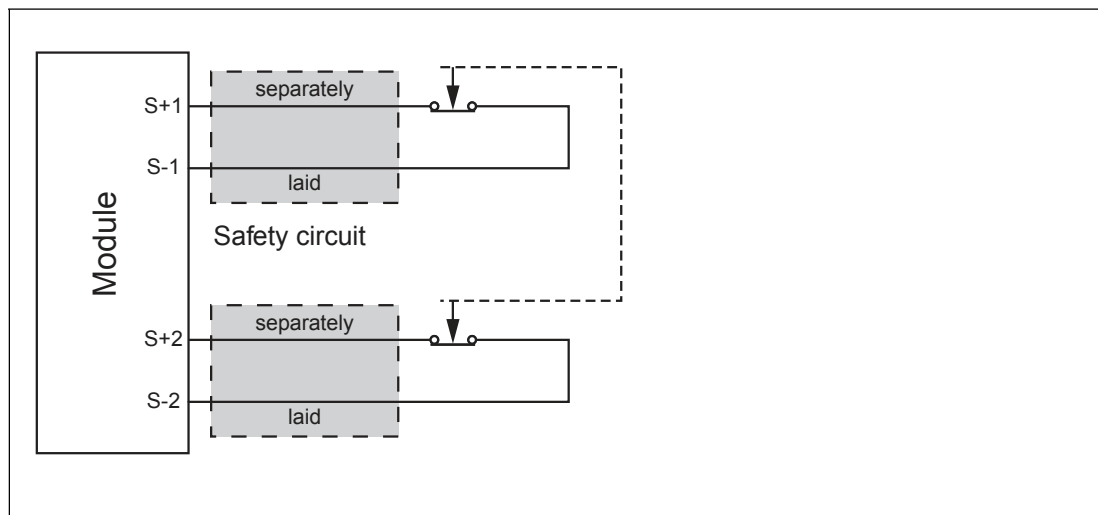 Module
S+1
separately
S-1
laid
Safety circuit
S+2
separately
S-2
laid